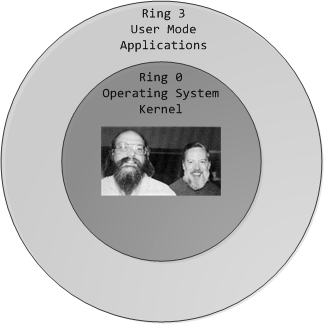 Ring 3
User Mode
Applications
Ring 0
Operating System
Kernel